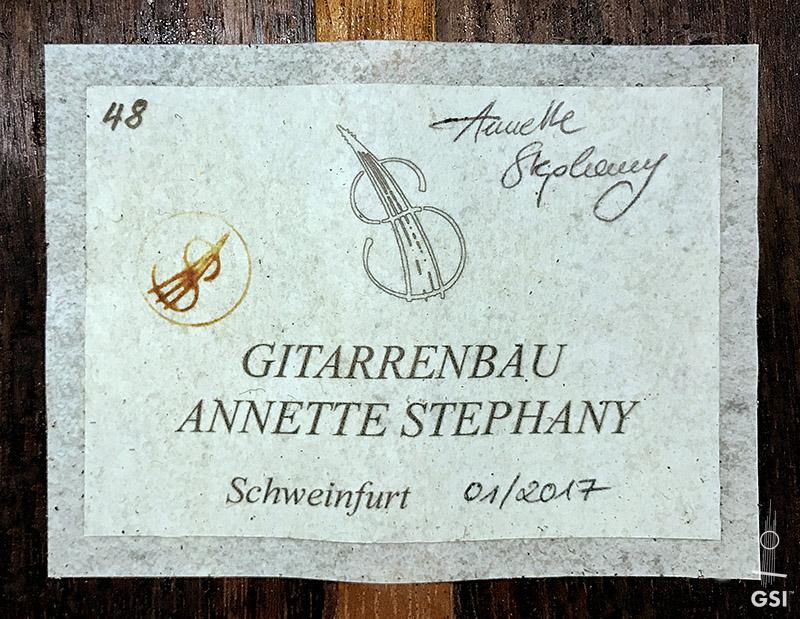 48
Annette
Stephany
GITARRENBAU
ANNETTE STEPHANY
Schweinfurt 01/2017
GSI